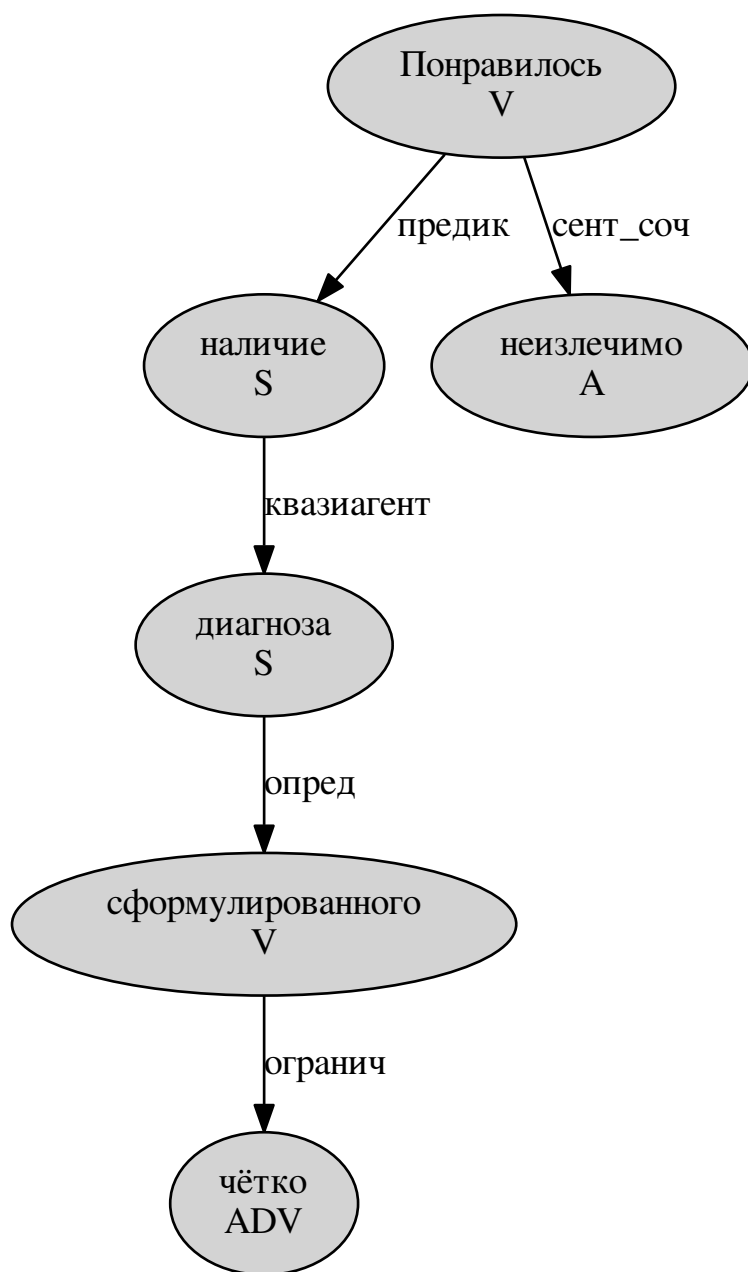 Понравилось
V
предик
сент_соч
наличие
S
неизлечимо
A
квазиагент
диагноза
S
опред
сформулированного
V
огранич
чётко
ADV